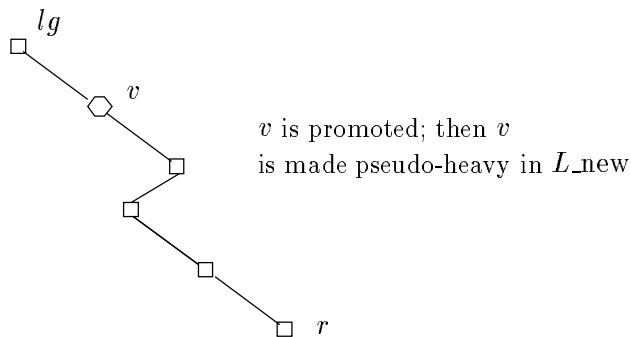 lg
v
v is promoted; then v
is made pseudo-heavy in L_new
r